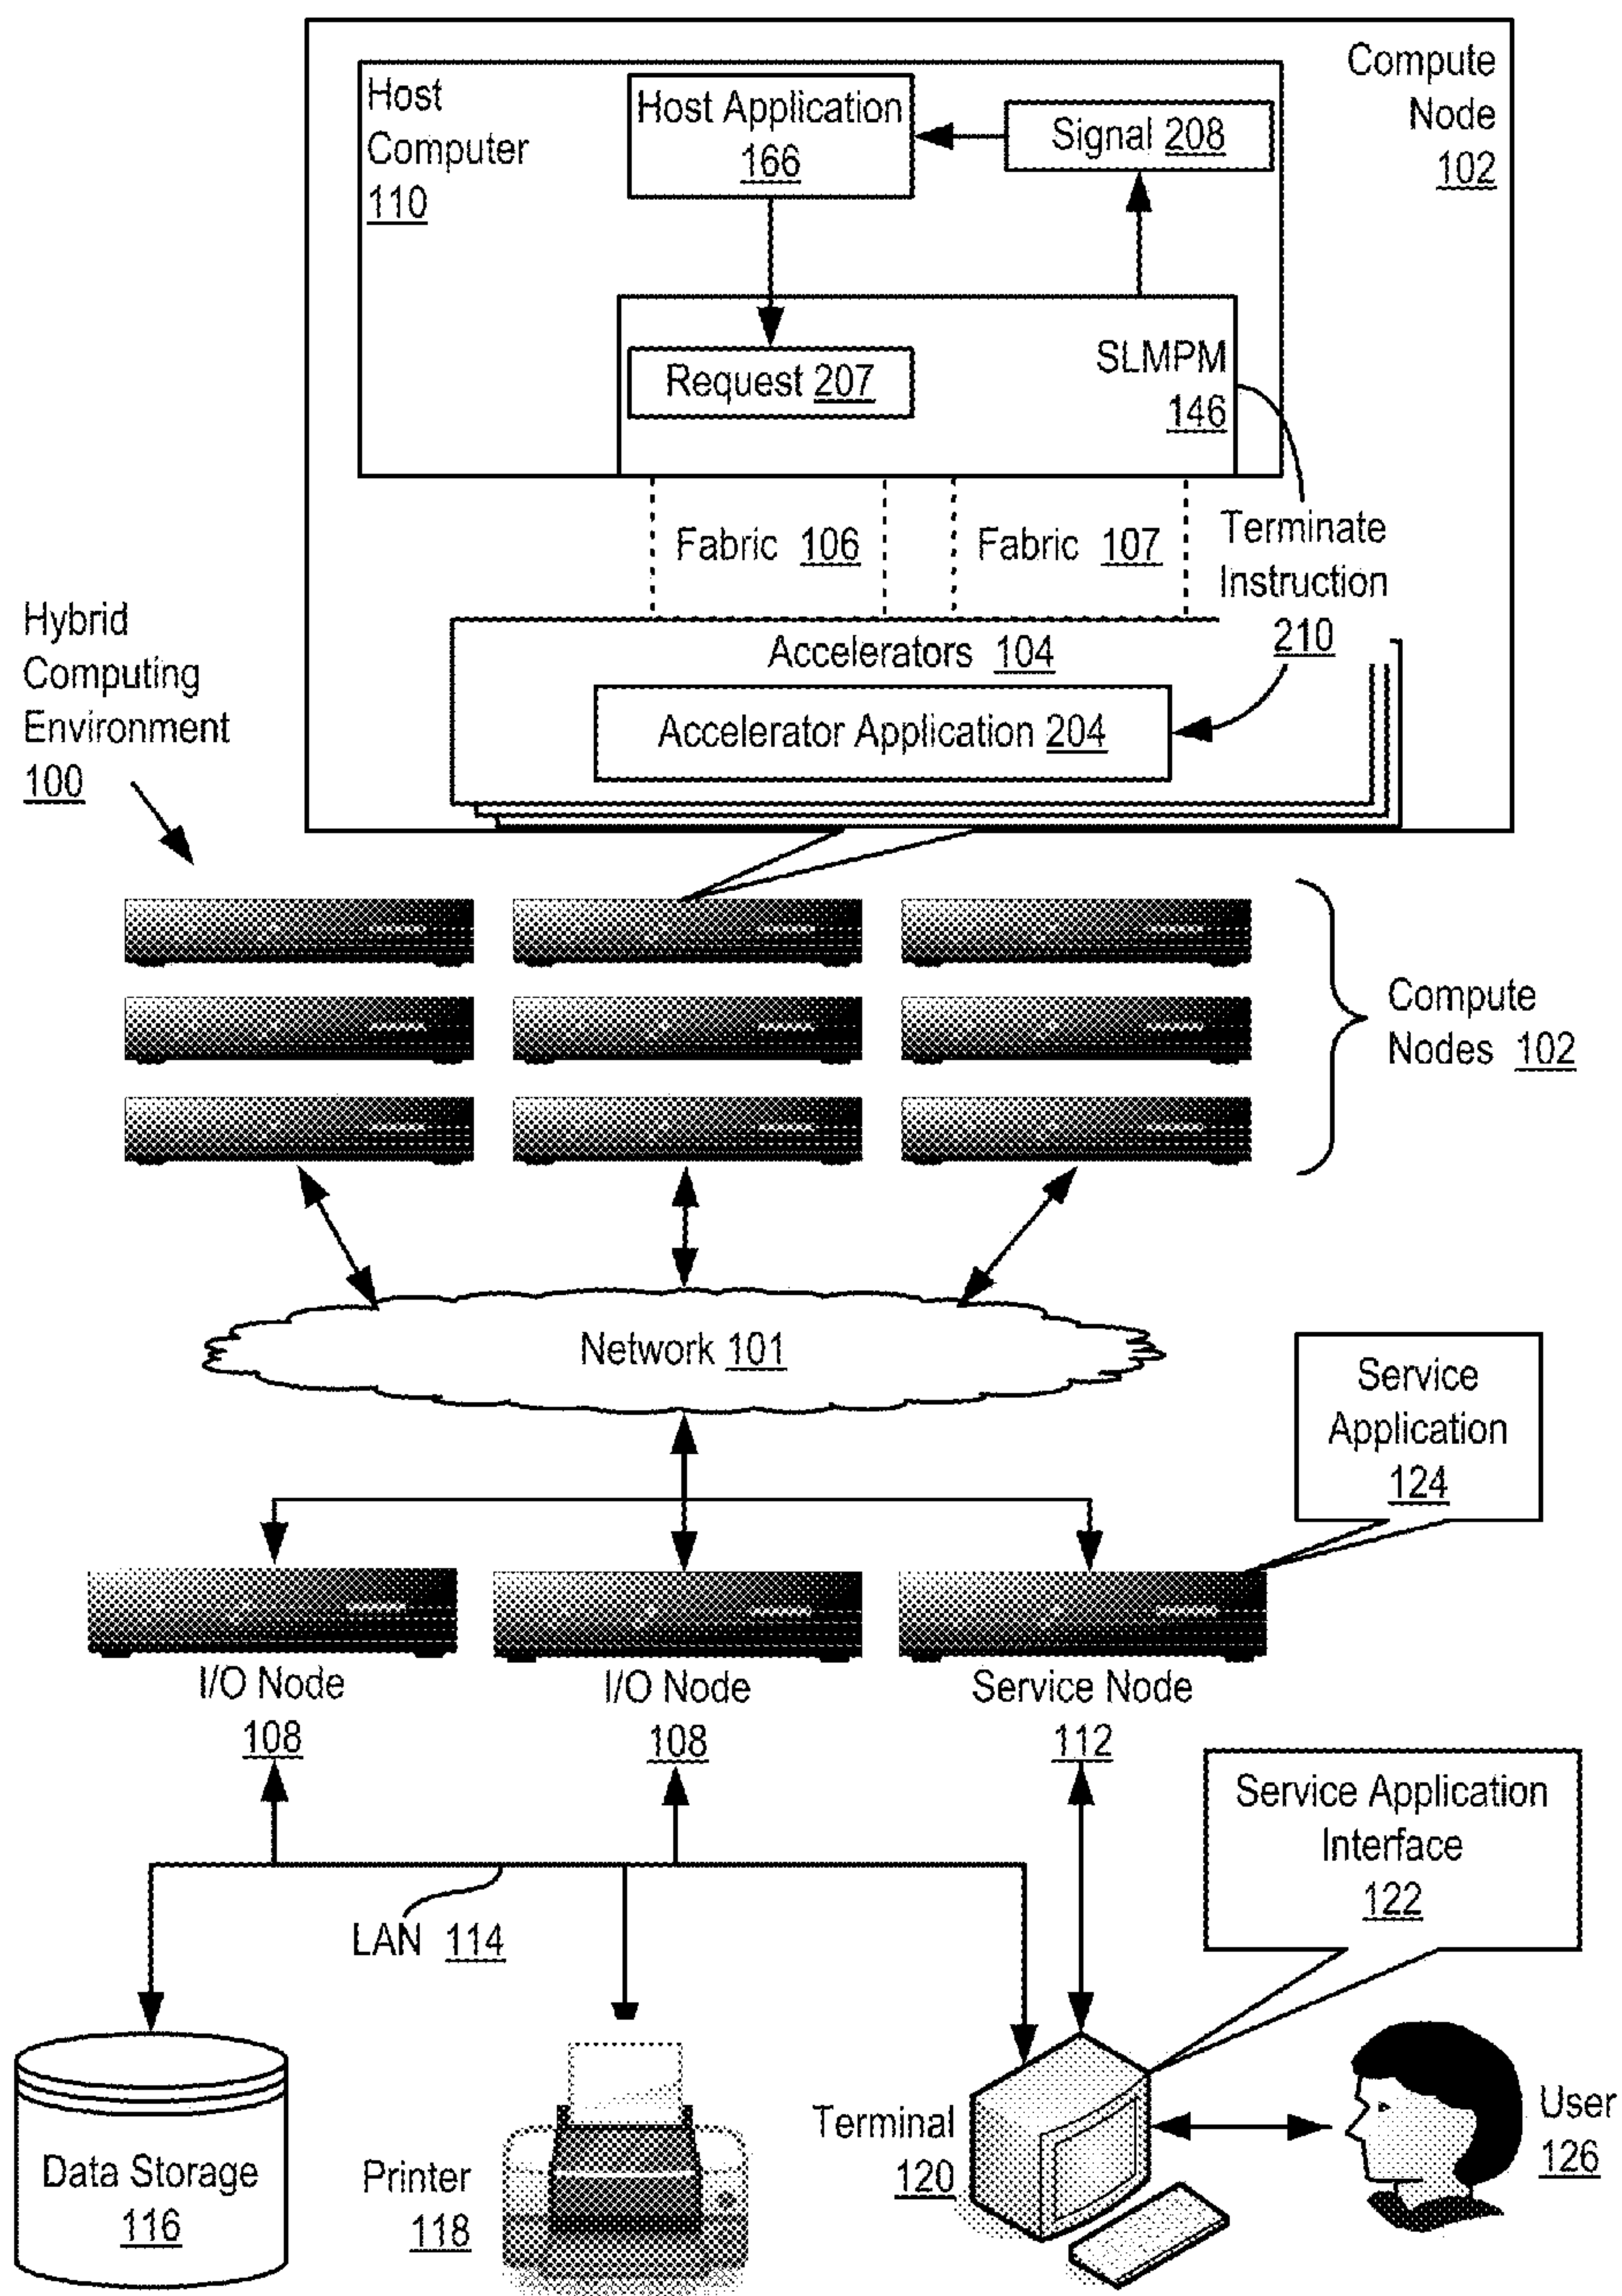 Compute
Node
102
Host
Computer
110
Host Application
166
Signal 208
Request 207
SLMPM
146
Fabric 106
Fabric 107
Terminate
Instruction
210
Accelerators 104
Accelerator Application 204
Hybrid
Computing
Environment
100
Compute
Nodes 102
Network 101
Service
Application
124
I/O Node
108
I/O Node
108
Service Node
112
Service Application
Interface
122
LAN 114
Data Storage
116
Printer
118
Terminal
120
User
126